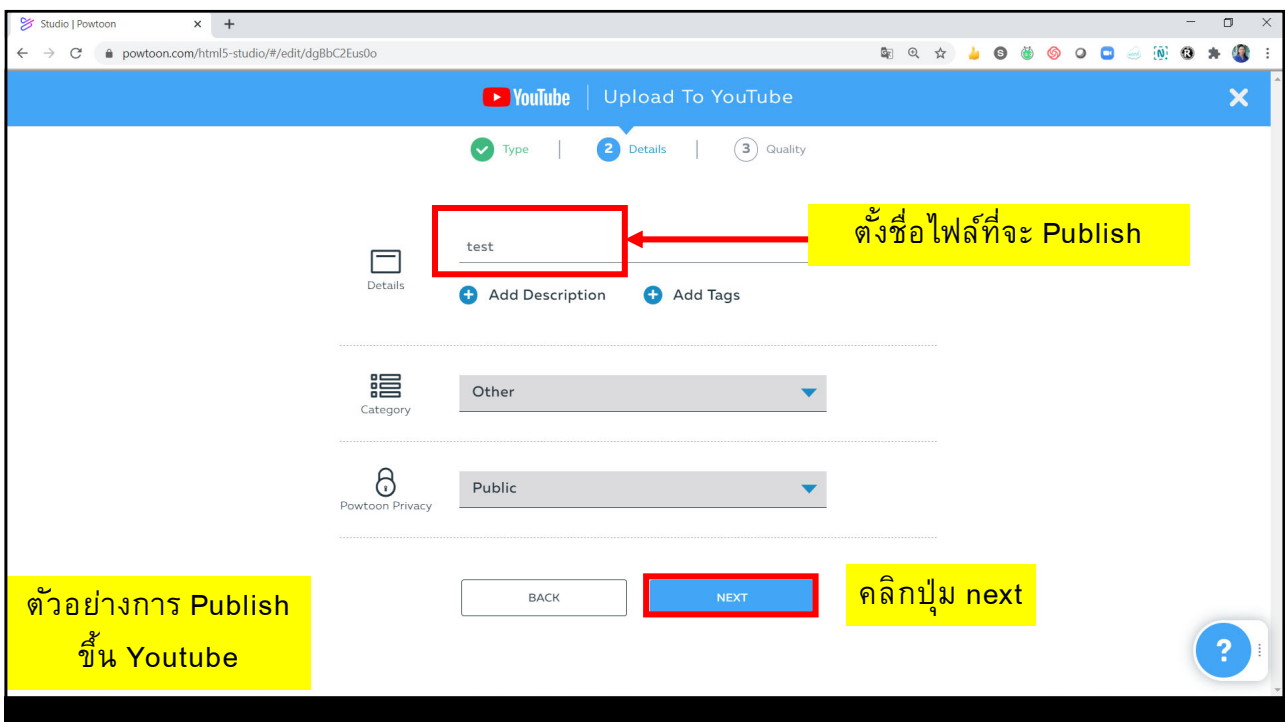 Studio | Powtoon
powtoon.com/html5-studio/#/edit/dgBbC2Eus0o
YouTube Upload To YouTube
Type 2 Details 3 Quality
ตั้งชื่อไฟล์ที่จะ Publish
test
Details
Add Description Add Tags
Other
Category
Public
Powtoon Privacy
BACK NEXT
คลิกปุ่ม next
ตัวอย่างการ Publish
ขึ้น Youtube
?